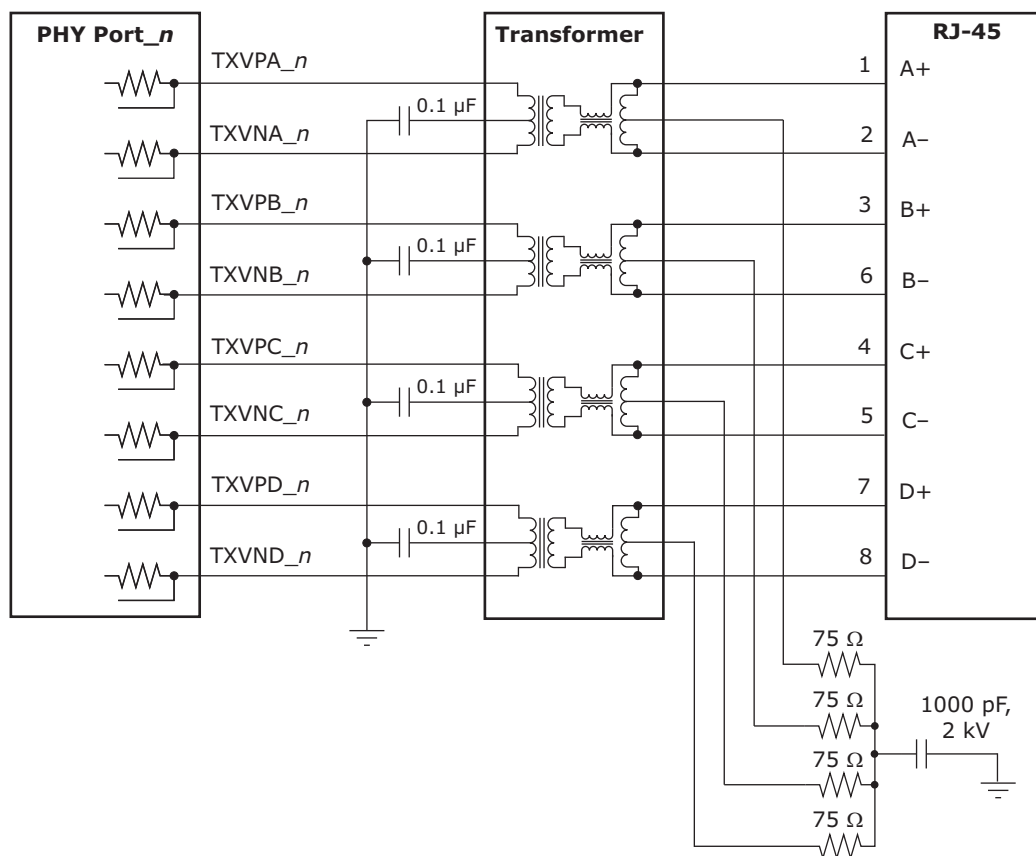 PHY Port_n
Transformer
RJ-45
TXVPA_n
1
A+
0.1 µF
TXVNA_n
2
A–
TXVPB_n
3
B+
0.1 µF
TXVNB_n
6
B–
TXVPC_n
4
C+
0.1 µF
TXVNC_n
5
C–
TXVPD_n
7
D+
0.1 µF
TXVND_n
8
D–
75 Ω
75 Ω
1000 pF,
2 kV
75 Ω
75 Ω